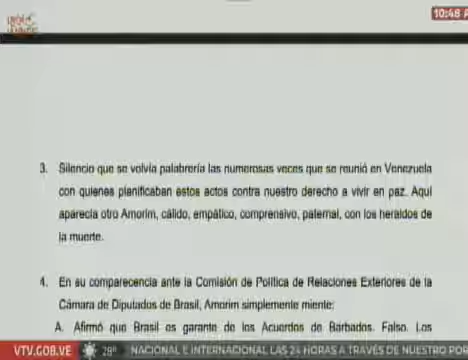 10:48 A
3. Silencio que se volvía palabrería las numerosas veces que se reunió en Venezuela
con quienes planificaban estos actos contra nuestro derecho a vivir en paz. Aquí
aparecía otro Amorim, cálido, empático, comprensivo, paternal, con los heraldos de
la muerte.
4. En su comparecencia ante la Comisión de Política de Relaciones Exteriores de la
Cámara de Diputados de Brasil, Amorim simplemente miente:
A. Afirmó que Brasil es garante de los Acuerdos de Barbados. Falso. Los
VTV.GOB.VE 29º NACIONAL E INTERNACIONAL LAS 24 HORAS A TRAVÉS DE NUESTRO POR